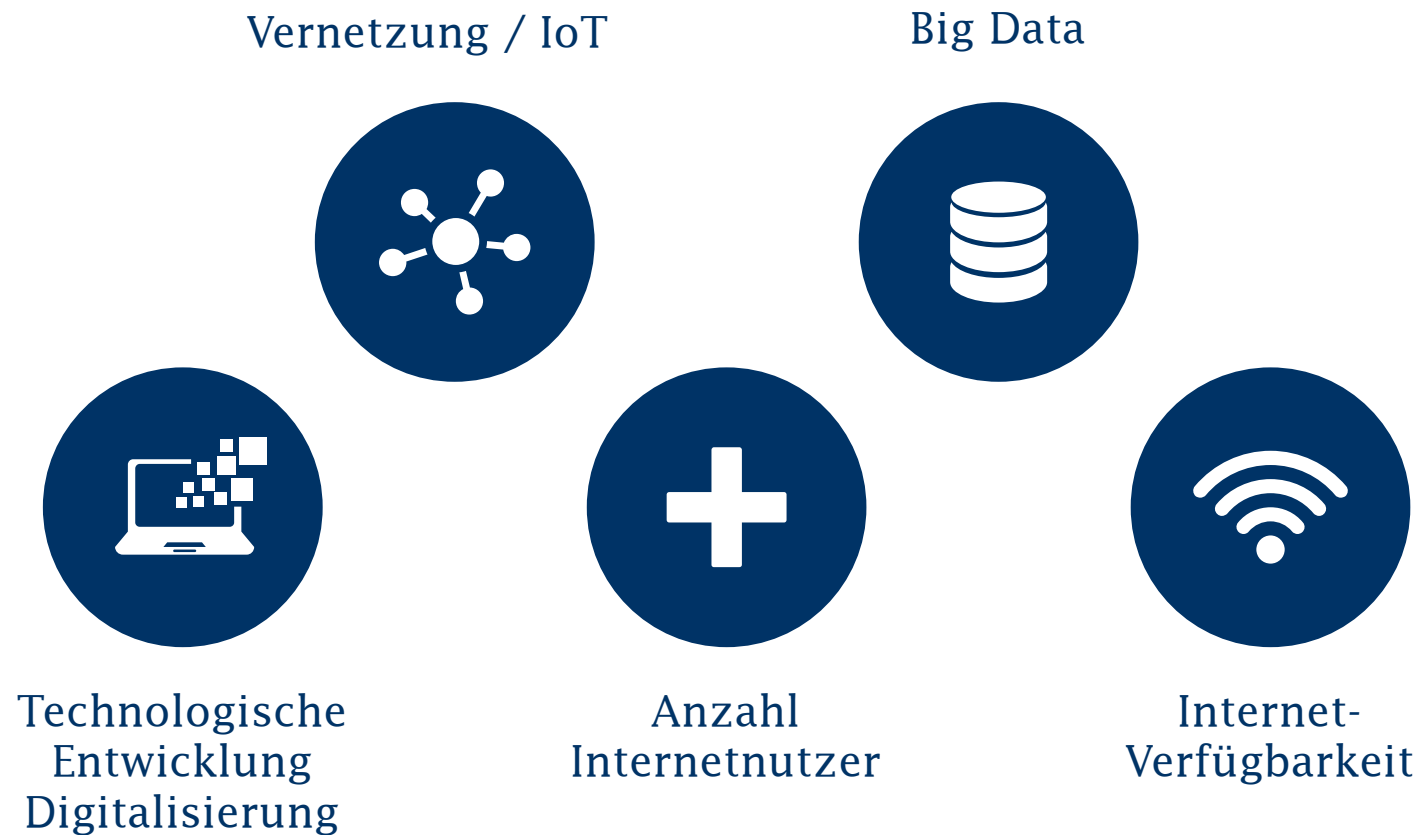 Vernetzung / IoT
Big Data
Technologische
Entwicklung
Digitalisierung
Anzahl
Internetnutzer
Internet-
Verfügbarkeit